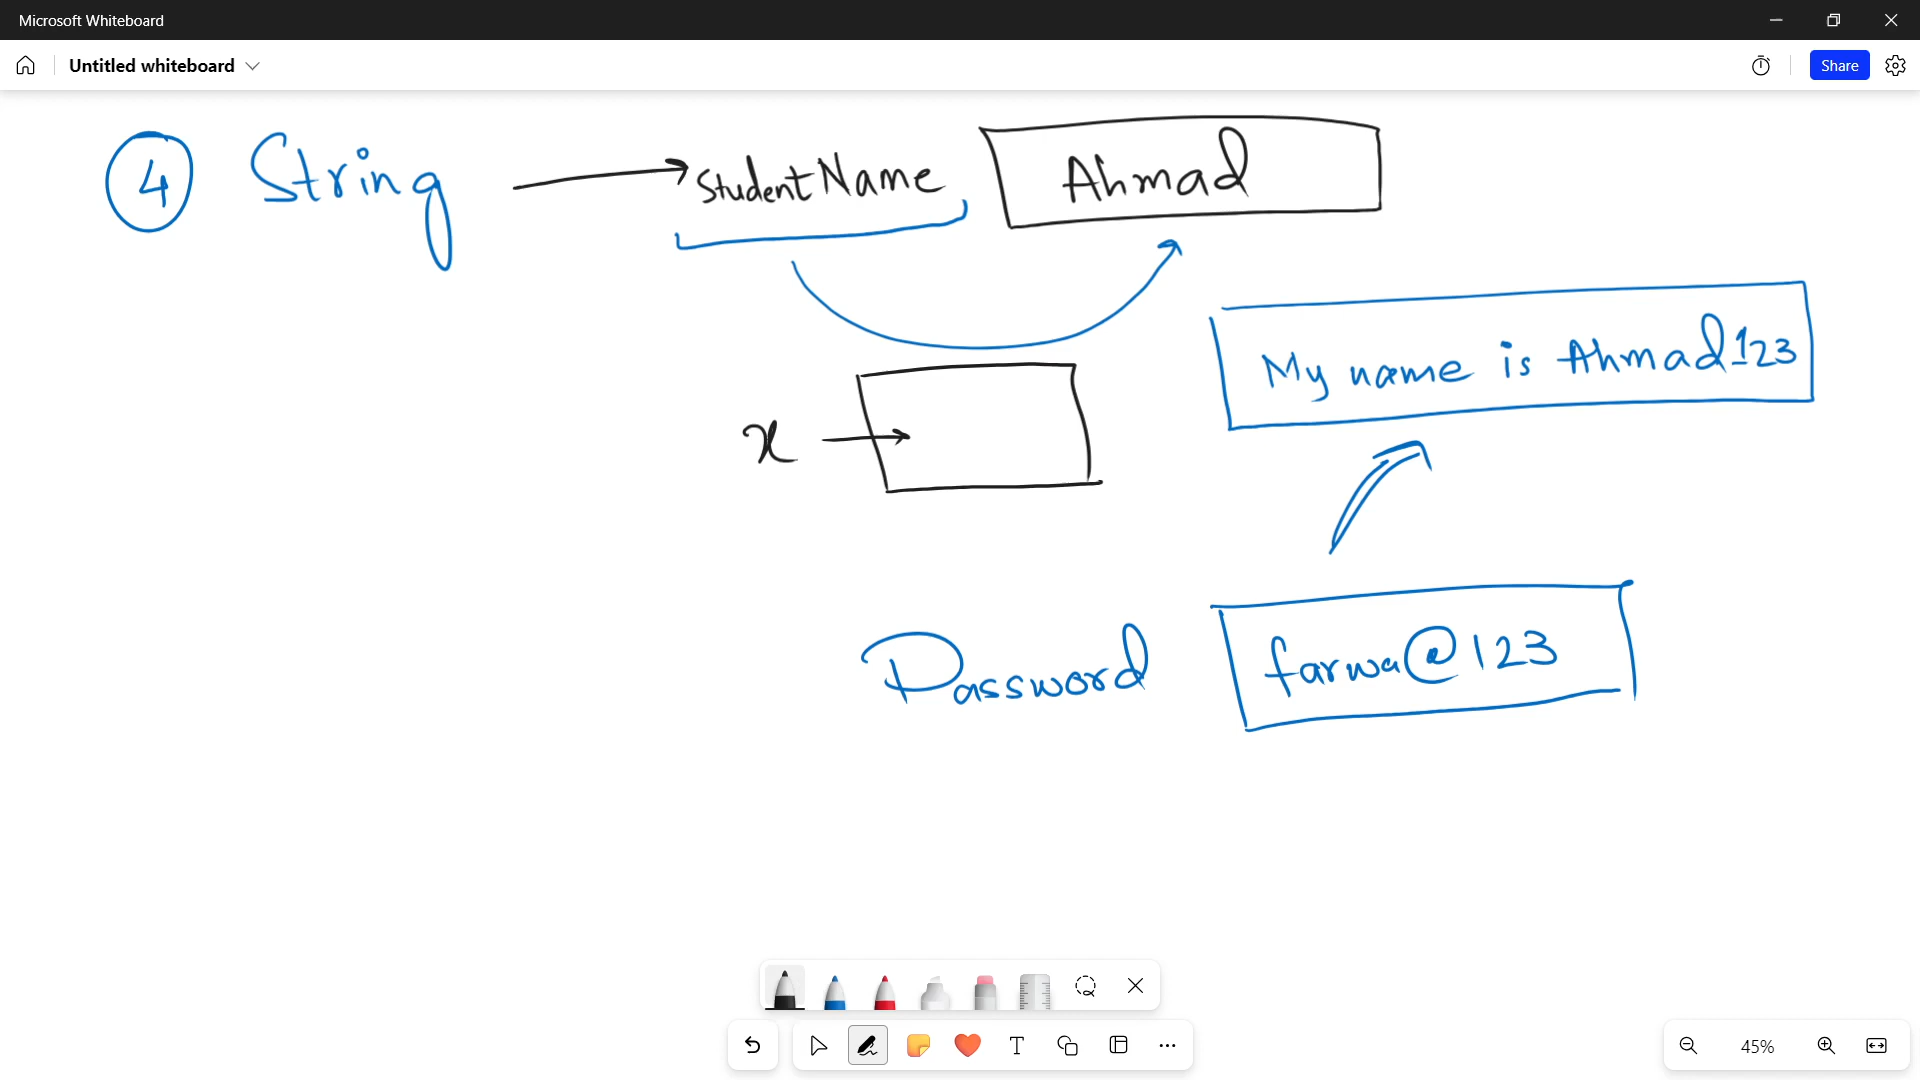 Microsoft Whiteboard
Untitled whiteboard
Share
4 String studentName Ahmad
My name is Ahmad123
x
Password farwa@123
45%